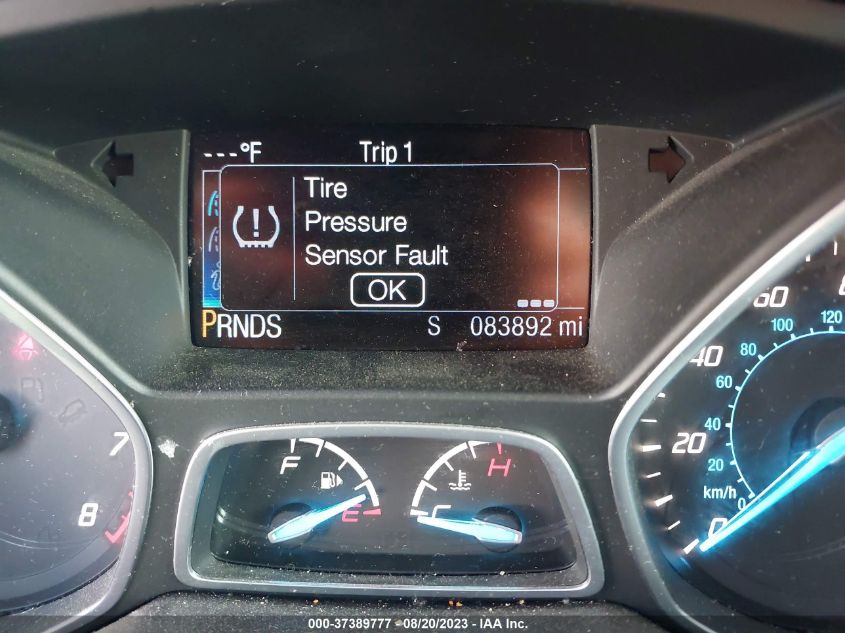 ---°F Trip 1
Tire
Pressure
Sensor Fault
OK
PRNDS S 083892 mi
F E
C H
7
8
60
40
20
0
120
100
80
60
40
20
0
km/h
000-37389777 / 08/20/2023 - IAA Inc.